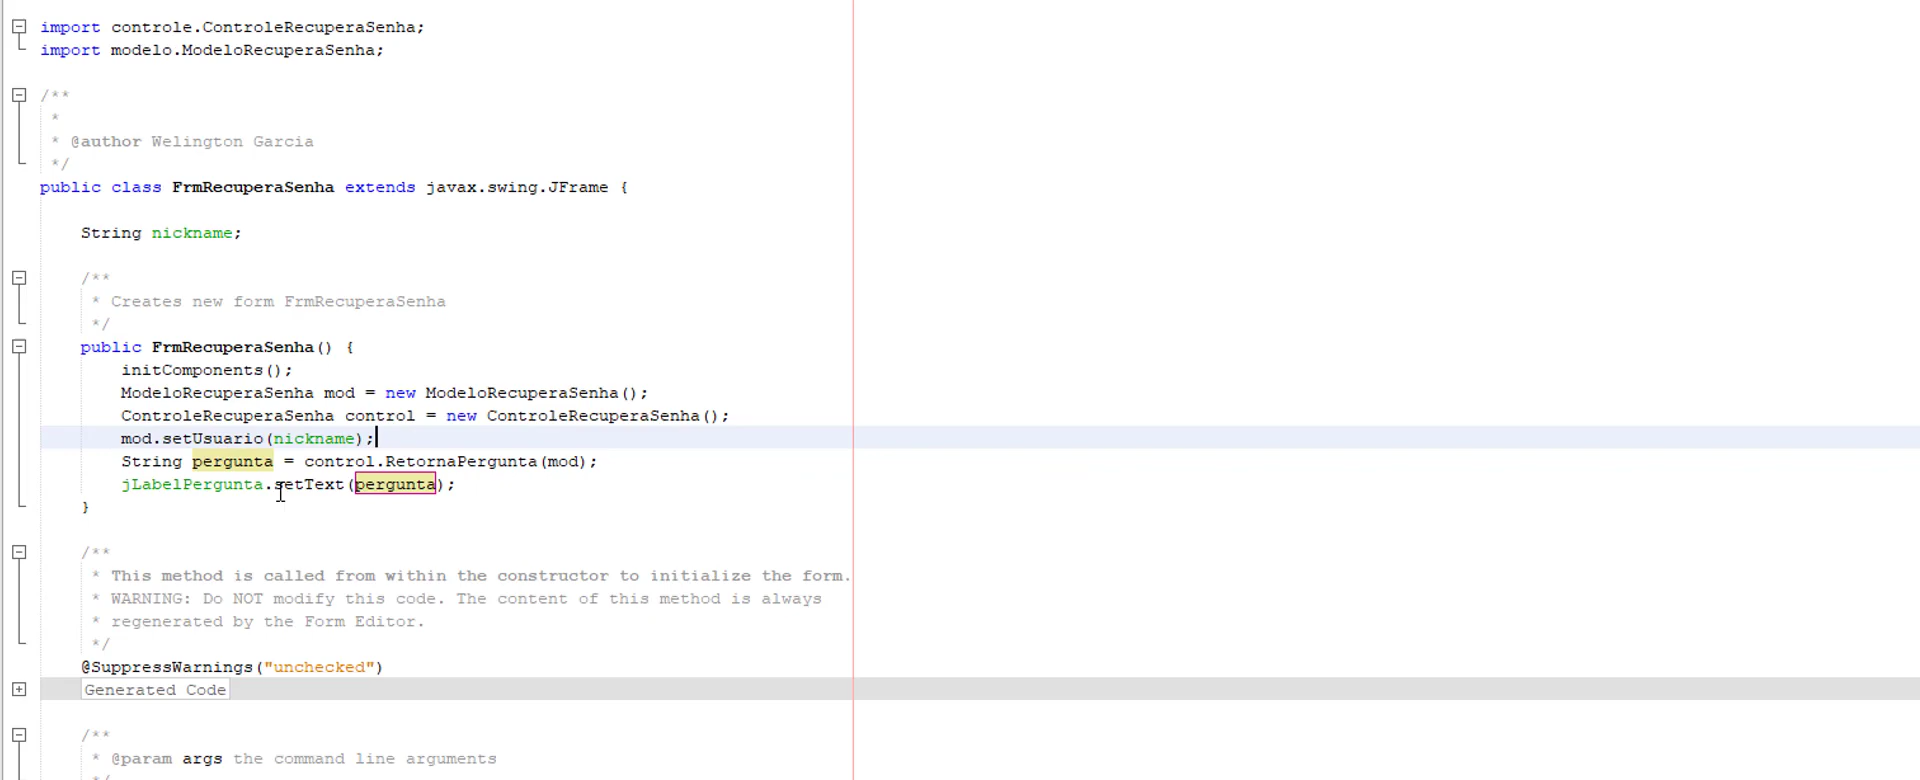 import controle.ControleRecuperaSenha;
import modelo.ModeloRecuperaSenha;
/**
*
* @author Welington Garcia
*/
public class FrmRecuperaSenha extends javax.swing.JFrame {
String nickname;
/**
* Creates new form FrmRecuperaSenha
*/
public FrmRecuperaSenha() {
initComponents();
ModeloRecuperaSenha mod = new ModeloRecuperaSenha();
ControleRecuperaSenha control = new ControleRecuperaSenha();
mod.setUsuario(nickname);
String pergunta = control.RetornaPergunta(mod);
jLabelPergunta.setText(pergunta);
}
/**
* This method is called from within the constructor to initialize the form.
* WARNING: Do NOT modify this code. The content of this method is always
* regenerated by the Form Editor.
*/
@SuppressWarnings("unchecked")
Generated Code
/**
* @param args the command line arguments
*/